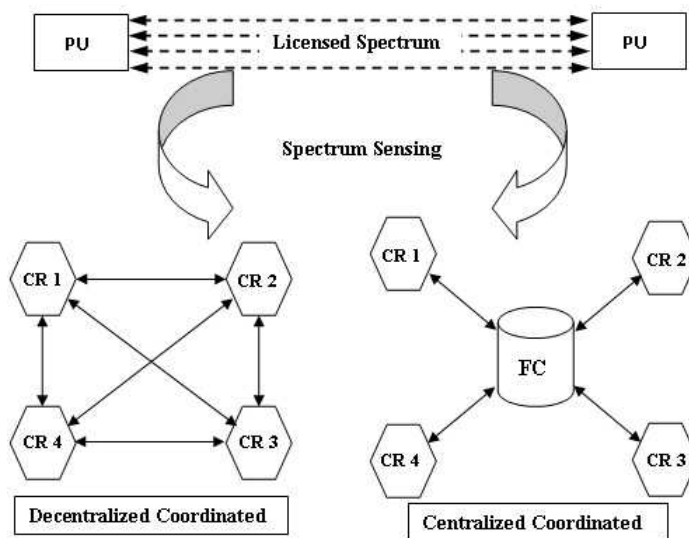 PU
Licensed Spectrum
PU
Spectrum Sensing
CR 1
CR 2
CR 4
CR 3
Decentralized Coordinated
CR 1
CR 2
FC
CR 4
CR 3
Centralized Coordinated